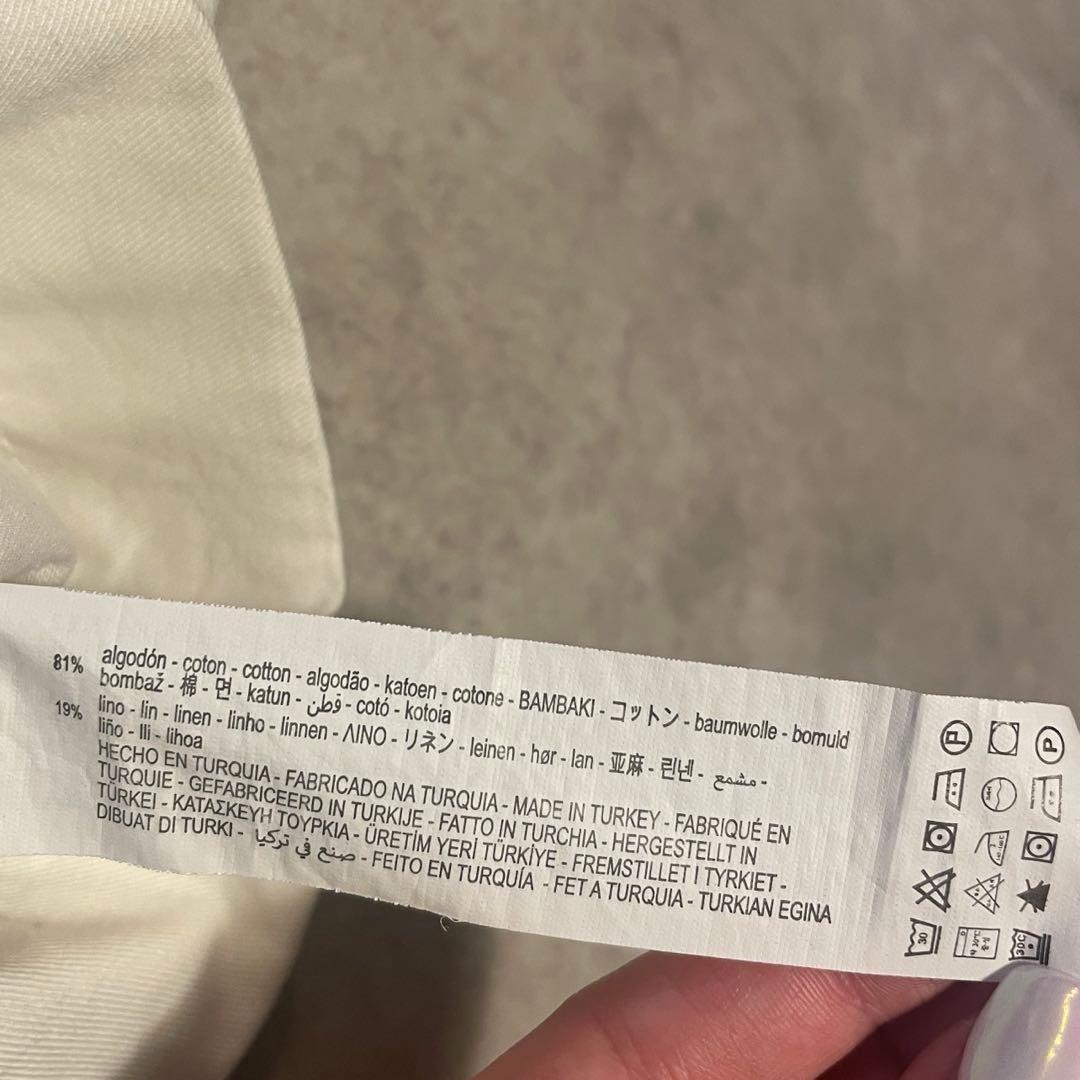 81% algodón - coton - cotton - algodão - katoen - cotone - BAMBAKI - コットン - baumwolle - bomuld
bombaž - 棉 - 면 - katun - قطن - cotó - kotoia
19% lino - lin - linen - linho - linnen - ΛΙΝΟ - リネン - leinen - hør - lan - 亚麻 - 린넨 - مشمع -
liño - lli - lihoa
HECHO EN TURQUIA - FABRICADO NA TURQUIA - MADE IN TURKEY - FABRIQUÉ EN
TURQUIE - GEFABRICEERD IN TURKIJE - FATTO IN TURCHIA - HERGESTELLT IN
TÜRKEI - ΚΑΤΑΣΚΕΥΗ ΤΟΥΡΚΙΑ - ÜRETİM YERİ TÜRKİYE - FREMSTILLET I TYRKIET -
DIBUAT DI TURKI - صنع في تركيا - FEITO EN TURQUÍA - FET A TURQUIA - TURKIAN EGINA
P
P
30
30C